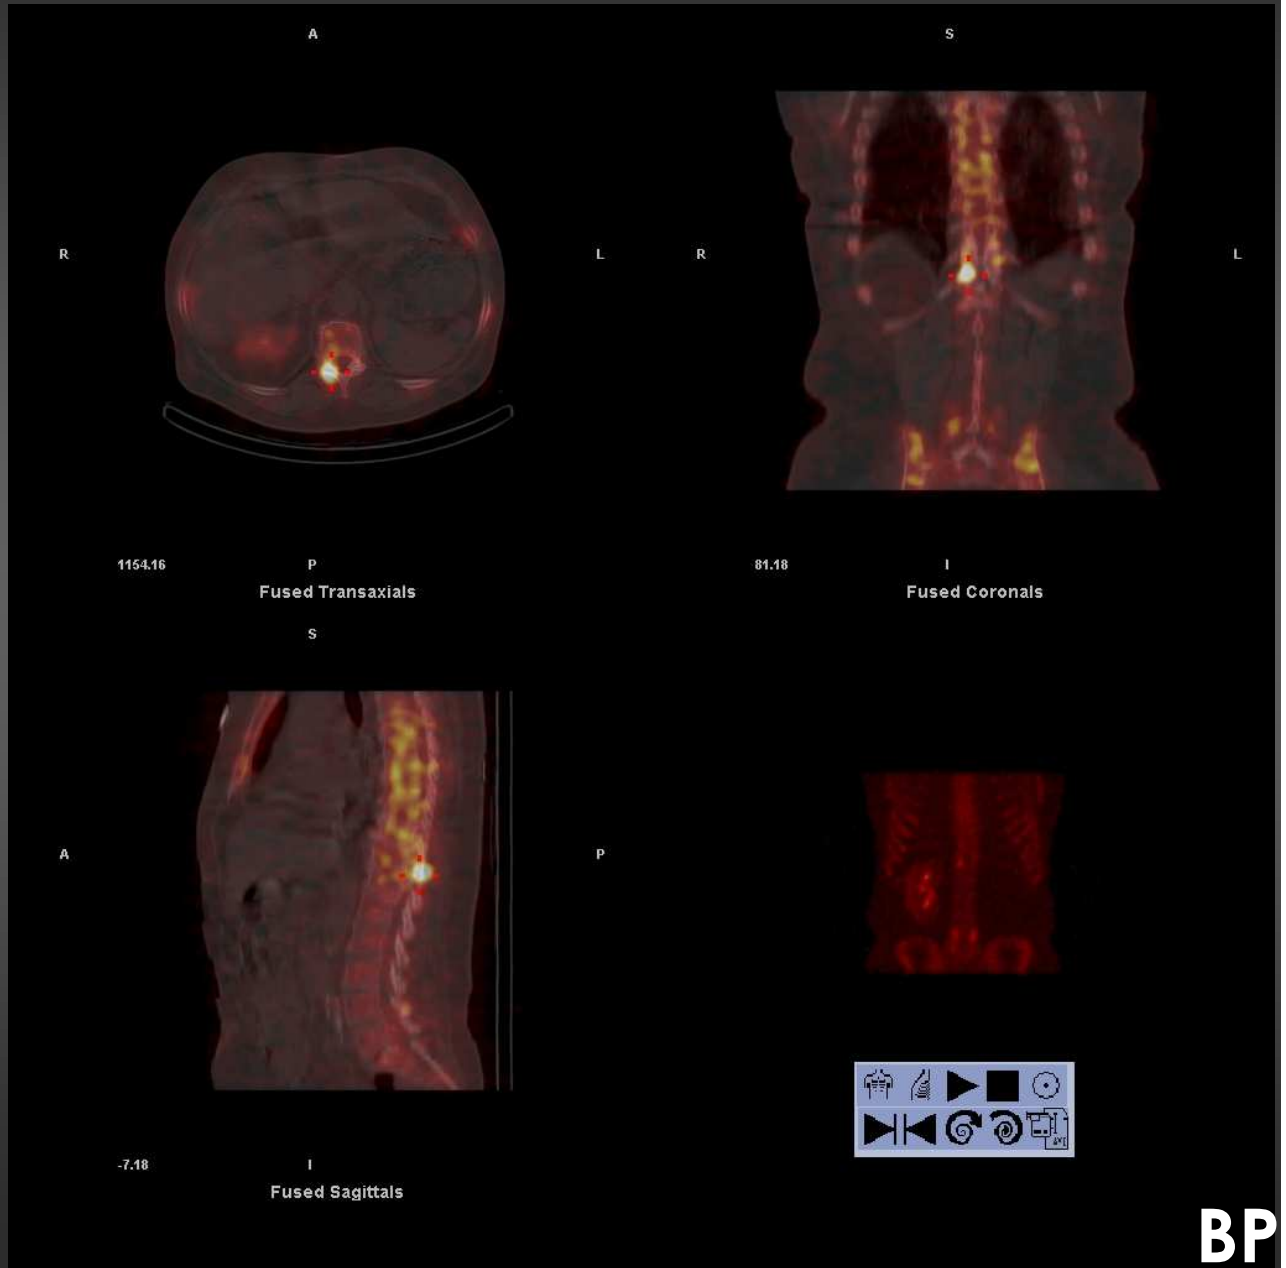 A
S
R
L
R
L
1154.16
P
81.18
I
Fused Transaxials
Fused Coronals
S
A
P
-7.18
I
Fused Sagittals
BP